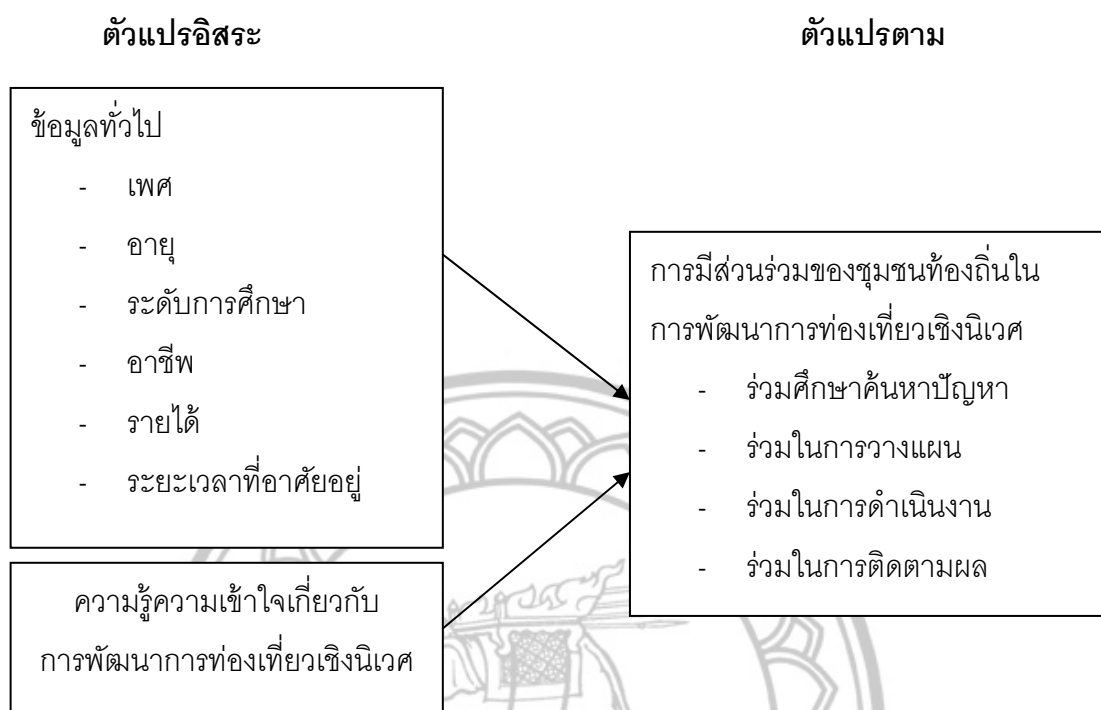 ตัวแปรอิสระ
ตัวแปรตาม
ข้อมูลทั่วไป
- เพศ
- อายุ
- ระดับการศึกษา
- อาชีพ
- รายได้
- ระยะเวลาที่อาศัยอยู่
ความรู้ความเข้าใจเกี่ยวกับ
การพัฒนาการท่องเที่ยวเชิงนิเวศ
การมีส่วนร่วมของชุมชนท้องถิ่นใน
การพัฒนาการท่องเที่ยวเชิงนิเวศ
- ร่วมศึกษาค้นหาปัญหา
- ร่วมในการวางแผน
- ร่วมในการดำเนินงาน
- ร่วมในการติดตามผล